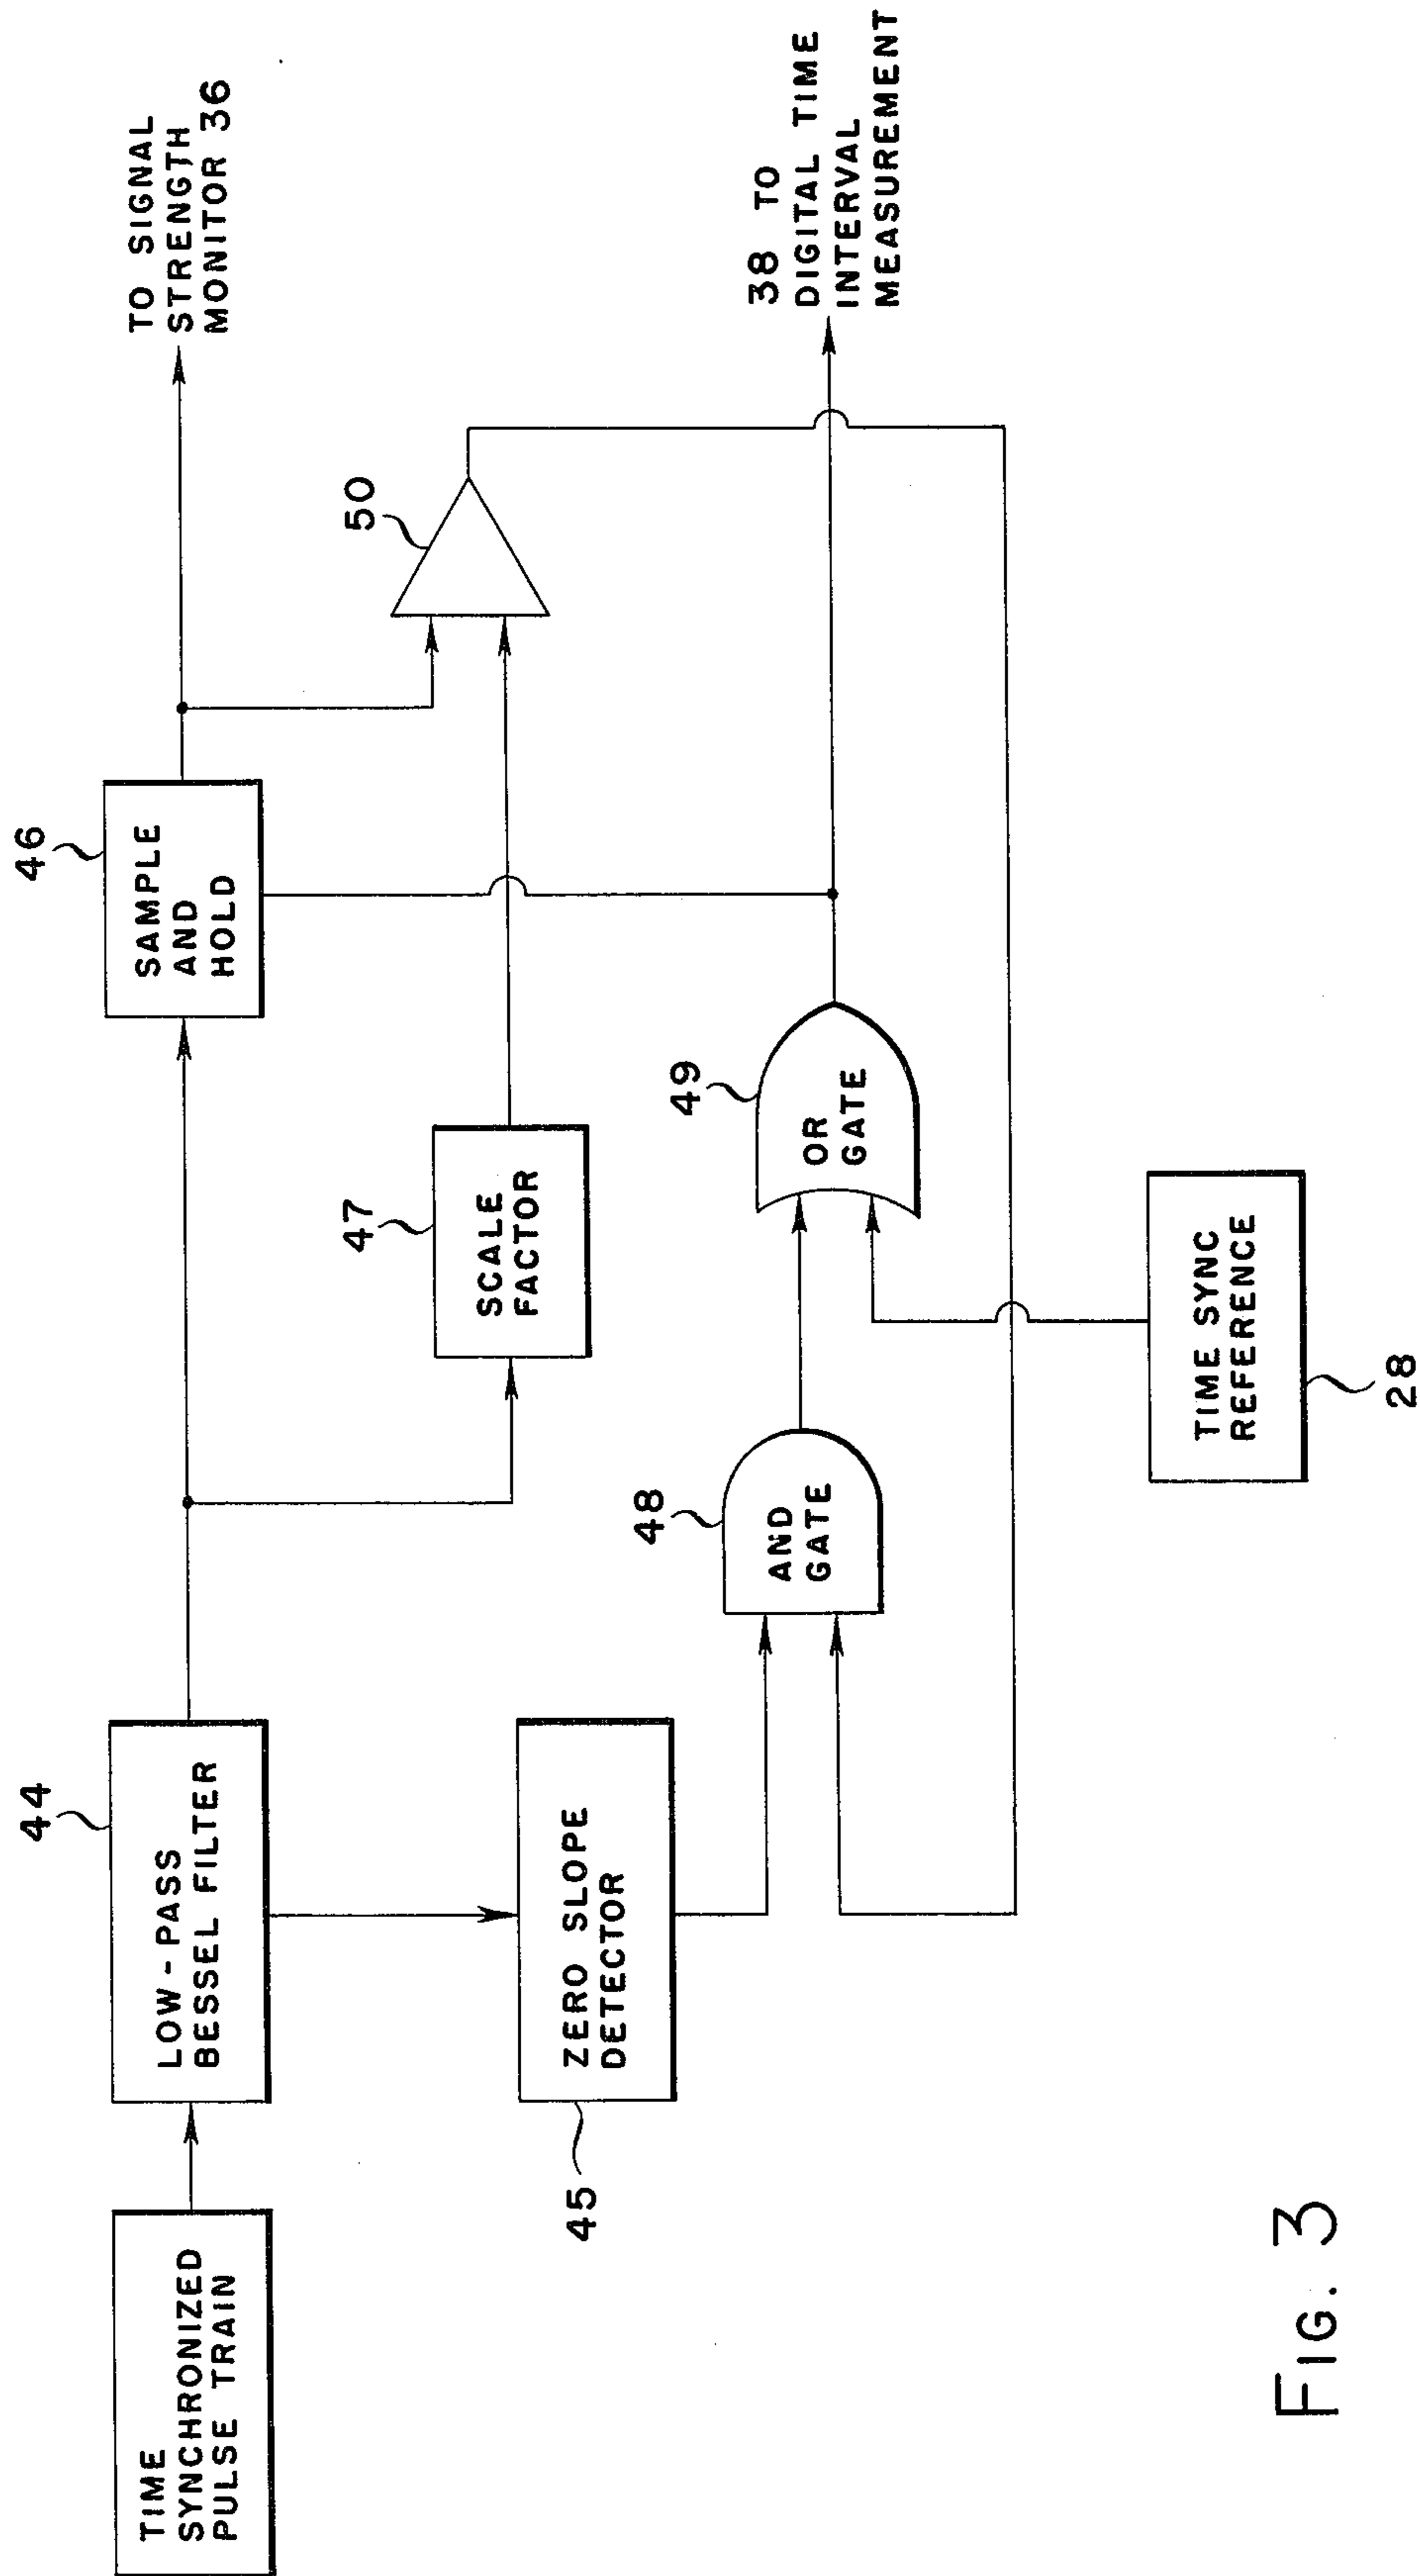 TIME
SYNCHRONIZED
PULSE TRAIN
44
LOW-PASS
BESSEL FILTER
46
SAMPLE
AND
HOLD
TO SIGNAL
STRENGTH
MONITOR 36
47
SCALE
FACTOR
50
45
ZERO SLOPE
DETECTOR
48
AND
GATE
49
OR
GATE
38 TO
DIGITAL TIME
INTERVAL
MEASUREMENT
TIME SYNC
REFERENCE
28
FIG. 3